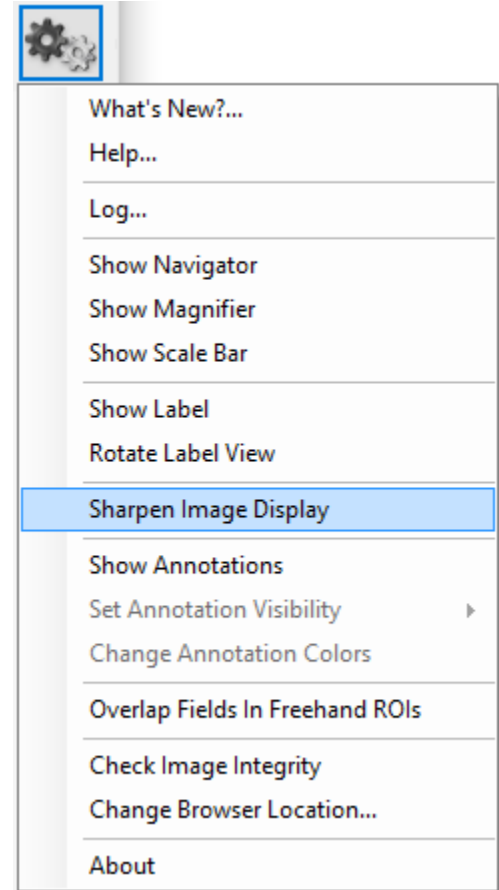 What's New?...
Help...
Log...
Show Navigator
Show Magnifier
Show Scale Bar
Show Label
Rotate Label View
Sharpen Image Display
Show Annotations
Set Annotation Visibility
Change Annotation Colors
Overlap Fields In Freehand ROIs
Check Image Integrity
Change Browser Location...
About